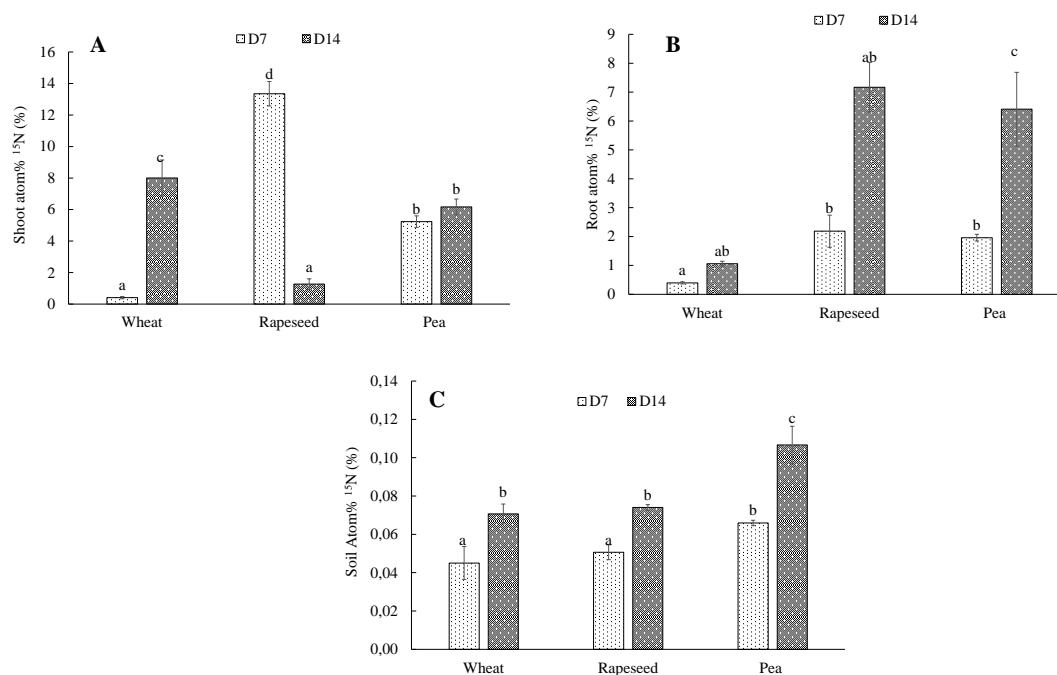 A
D7 D14
Shoot atom% ¹⁵N (%)
16
14
12
10
8
6
4
2
0
a
c
d
a
b
b
Wheat Rapeseed Pea
B
D7 D14
Root atom% ¹⁵N (%)
9
8
7
6
5
4
3
2
1
0
a
ab
b
ab
b
c
Wheat Rapeseed Pea
C
D7 D14
Soil Atom% ¹⁵N (%)
0,14
0,12
0,10
0,08
0,06
0,04
0,02
0,00
a
b
a
b
b
c
Wheat Rapeseed Pea